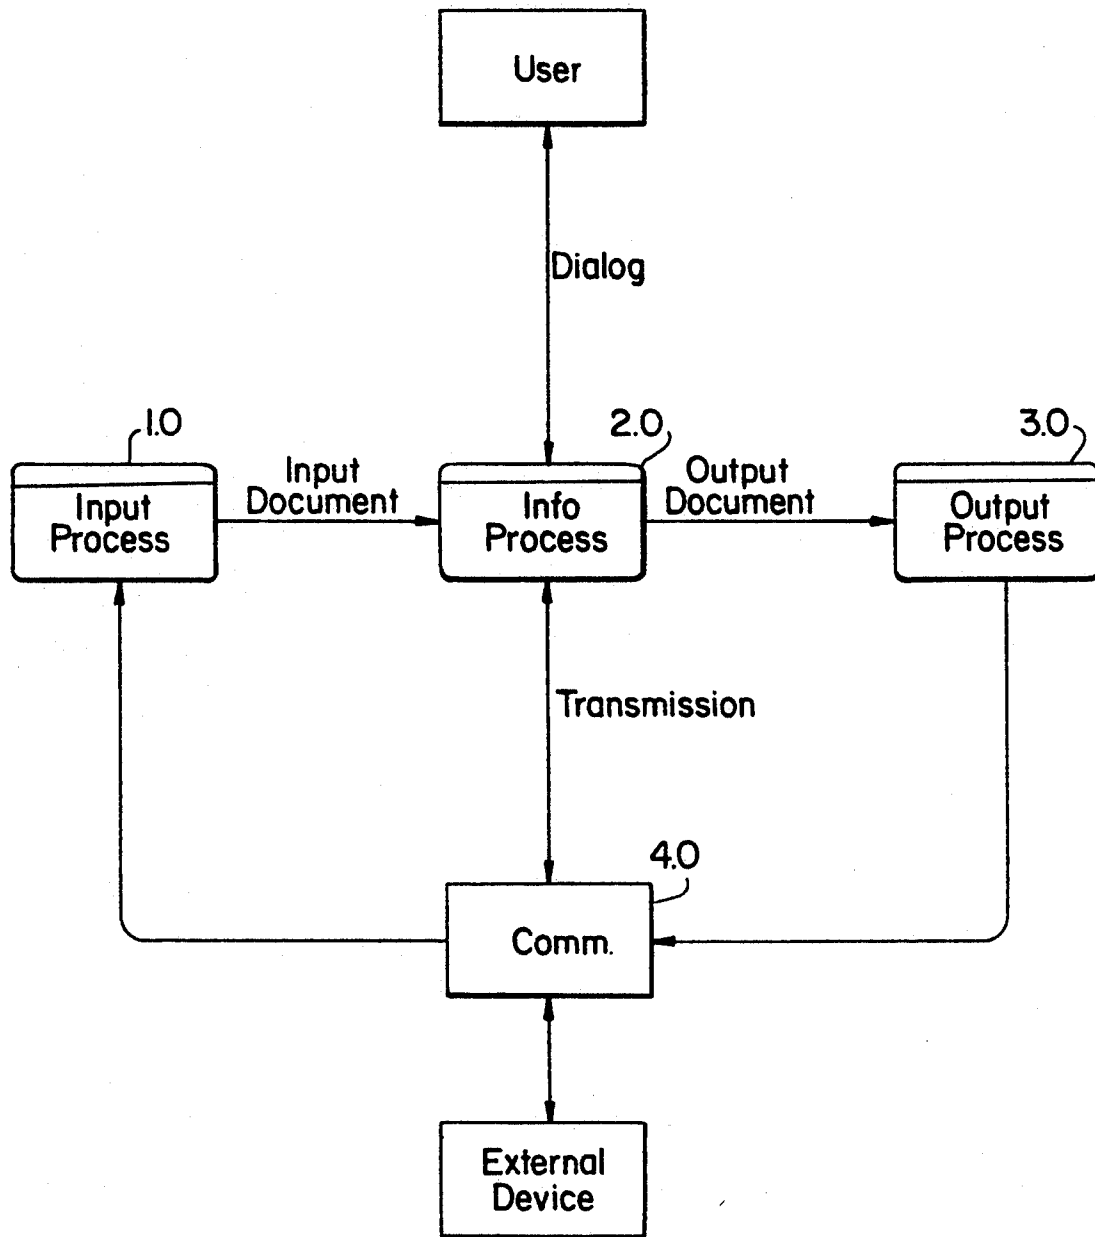 User
Dialog
1.0
2.0
3.0
Input
Process
Input
Document
Info
Process
Output
Document
Output
Process
Transmission
4.0
Comm.
External
Device